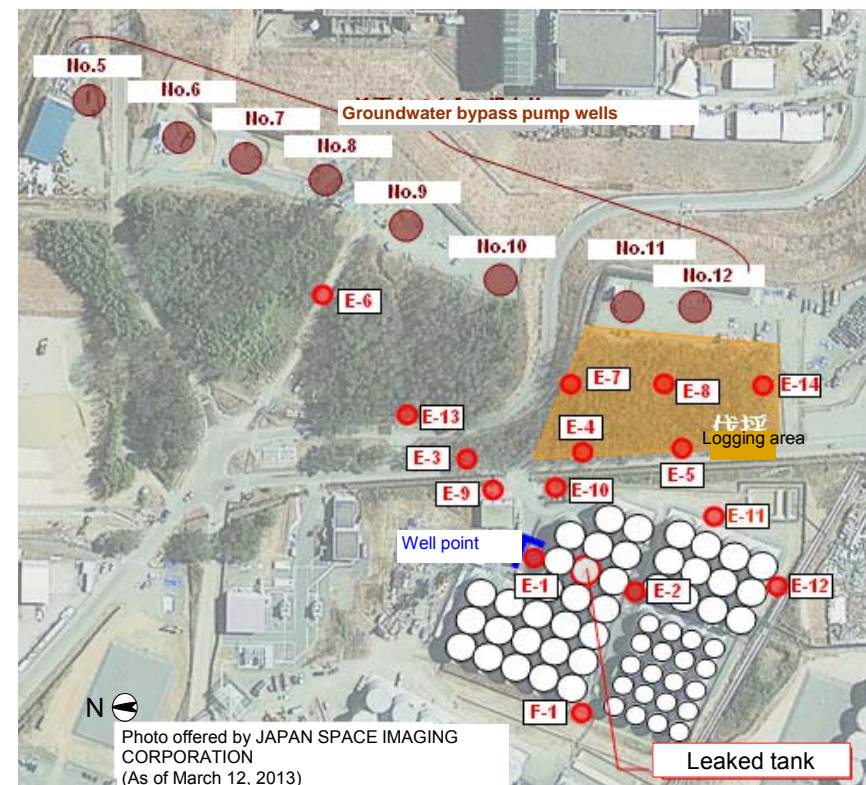 No.5
No.6
No.7
Groundwater bypass pump wells
No.8
No.9
No.10
No.11
No.12
E-6
E-7
E-8
E-14
E-13
E-4
伐採
Logging area
E-3
E-5
E-9
E-10
E-11
Well point
E-1
E-2
E-12
F-1
N
Photo offered by JAPAN SPACE IMAGING
CORPORATION
(As of March 12, 2013)
Leaked tank